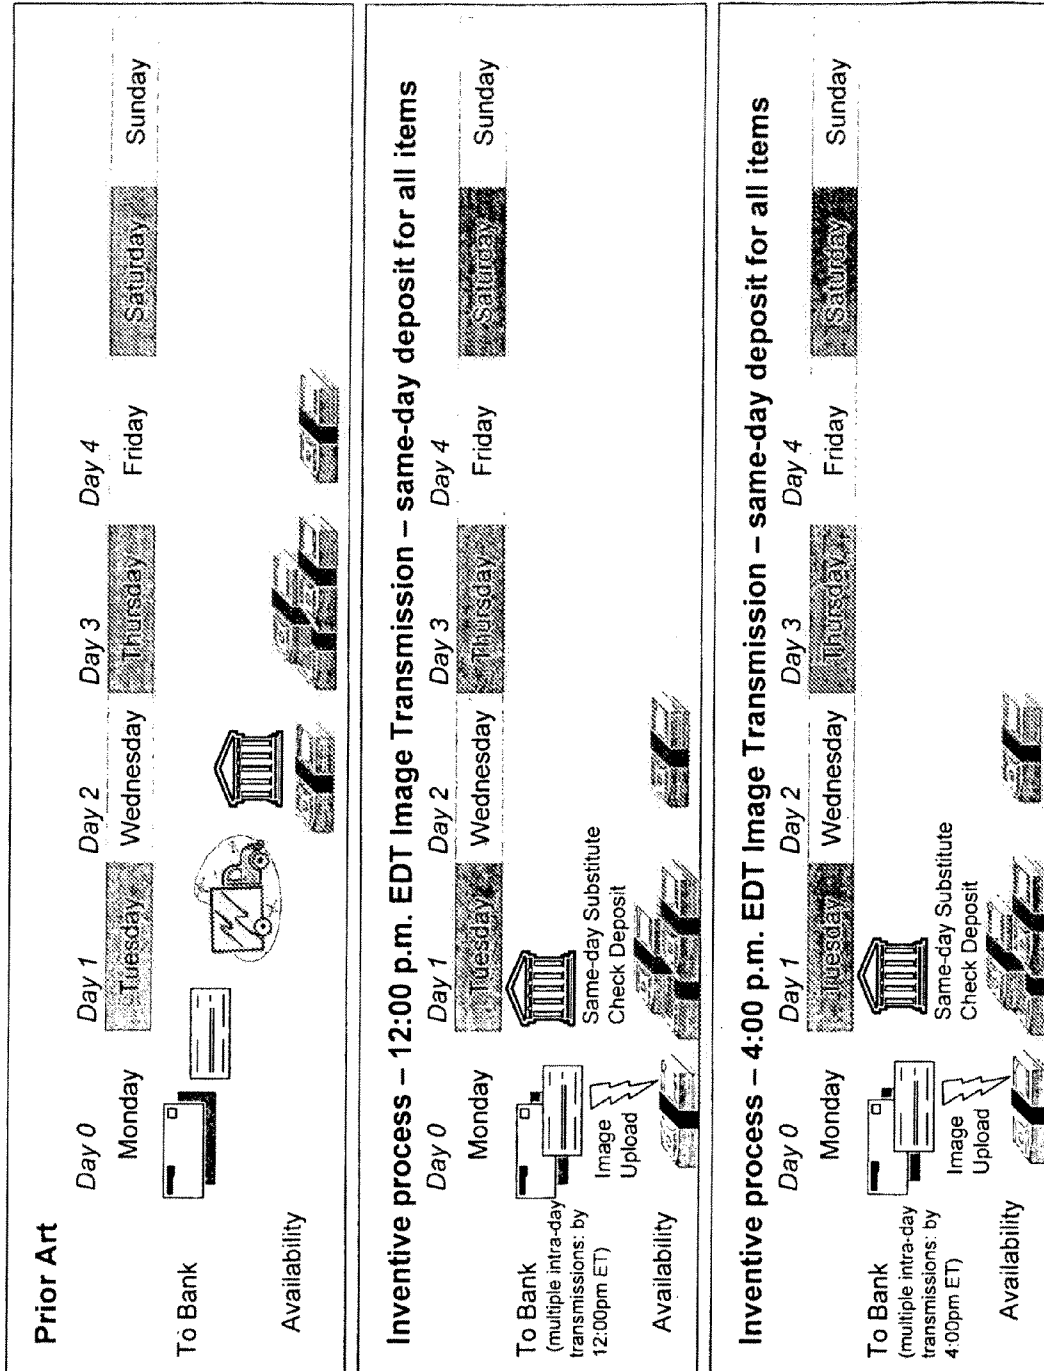 Prior Art
Day 0 Day 1 Day 2 Day 3 Day 4
Monday Tuesday Wednesday Thursday Friday Saturday Sunday
To Bank
Availability
Inventive process – 12:00 p.m. EDT Image Transmission – same-day deposit for all items
Day 0 Day 1 Day 2 Day 3 Day 4
Monday Tuesday Wednesday Thursday Friday Saturday Sunday
To Bank
(multiple intra-day
transmissions: by
12:00pm ET)
Image
Upload
Same-day Substitute
Check Deposit
Availability
Inventive process – 4:00 p.m. EDT Image Transmission – same-day deposit for all items
Day 0 Day 1 Day 2 Day 3 Day 4
Monday Tuesday Wednesday Thursday Friday Saturday Sunday
To Bank
(multiple intra-day
transmissions: by
4:00pm ET)
Image
Upload
Same-day Substitute
Check Deposit
Availability